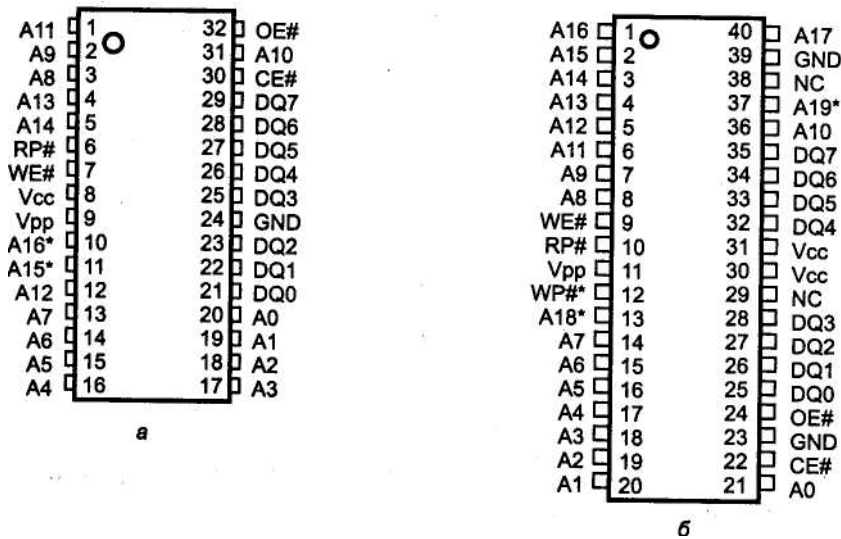 A11 1 32 OE#
A9 2 31 A10
A8 3 30 CE#
A13 4 29 DQ7
A14 5 28 DQ6
RP# 6 27 DQ5
WE# 7 26 DQ4
Vcc 8 25 DQ3
Vpp 9 24 GND
A16* 10 23 DQ2
A15* 11 22 DQ1
A12 12 21 DQ0
A7 13 20 A0
A6 14 19 A1
A5 15 18 A2
A4 16 17 A3
а
A16 1 40 A17
A15 2 39 GND
A14 3 38 NC
A13 4 37 A19*
A12 5 36 A10
A11 6 35 DQ7
A9 7 34 DQ6
A8 8 33 DQ5
WE# 9 32 DQ4
RP# 10 31 Vcc
Vpp 11 30 Vcc
WP#* 12 29 NC
A18* 13 28 DQ3
A7 14 27 DQ2
A6 15 26 DQ1
A5 16 25 DQ0
A4 17 24 OE#
A3 18 23 GND
A2 19 22 CE#
A1 20 21 A0
б